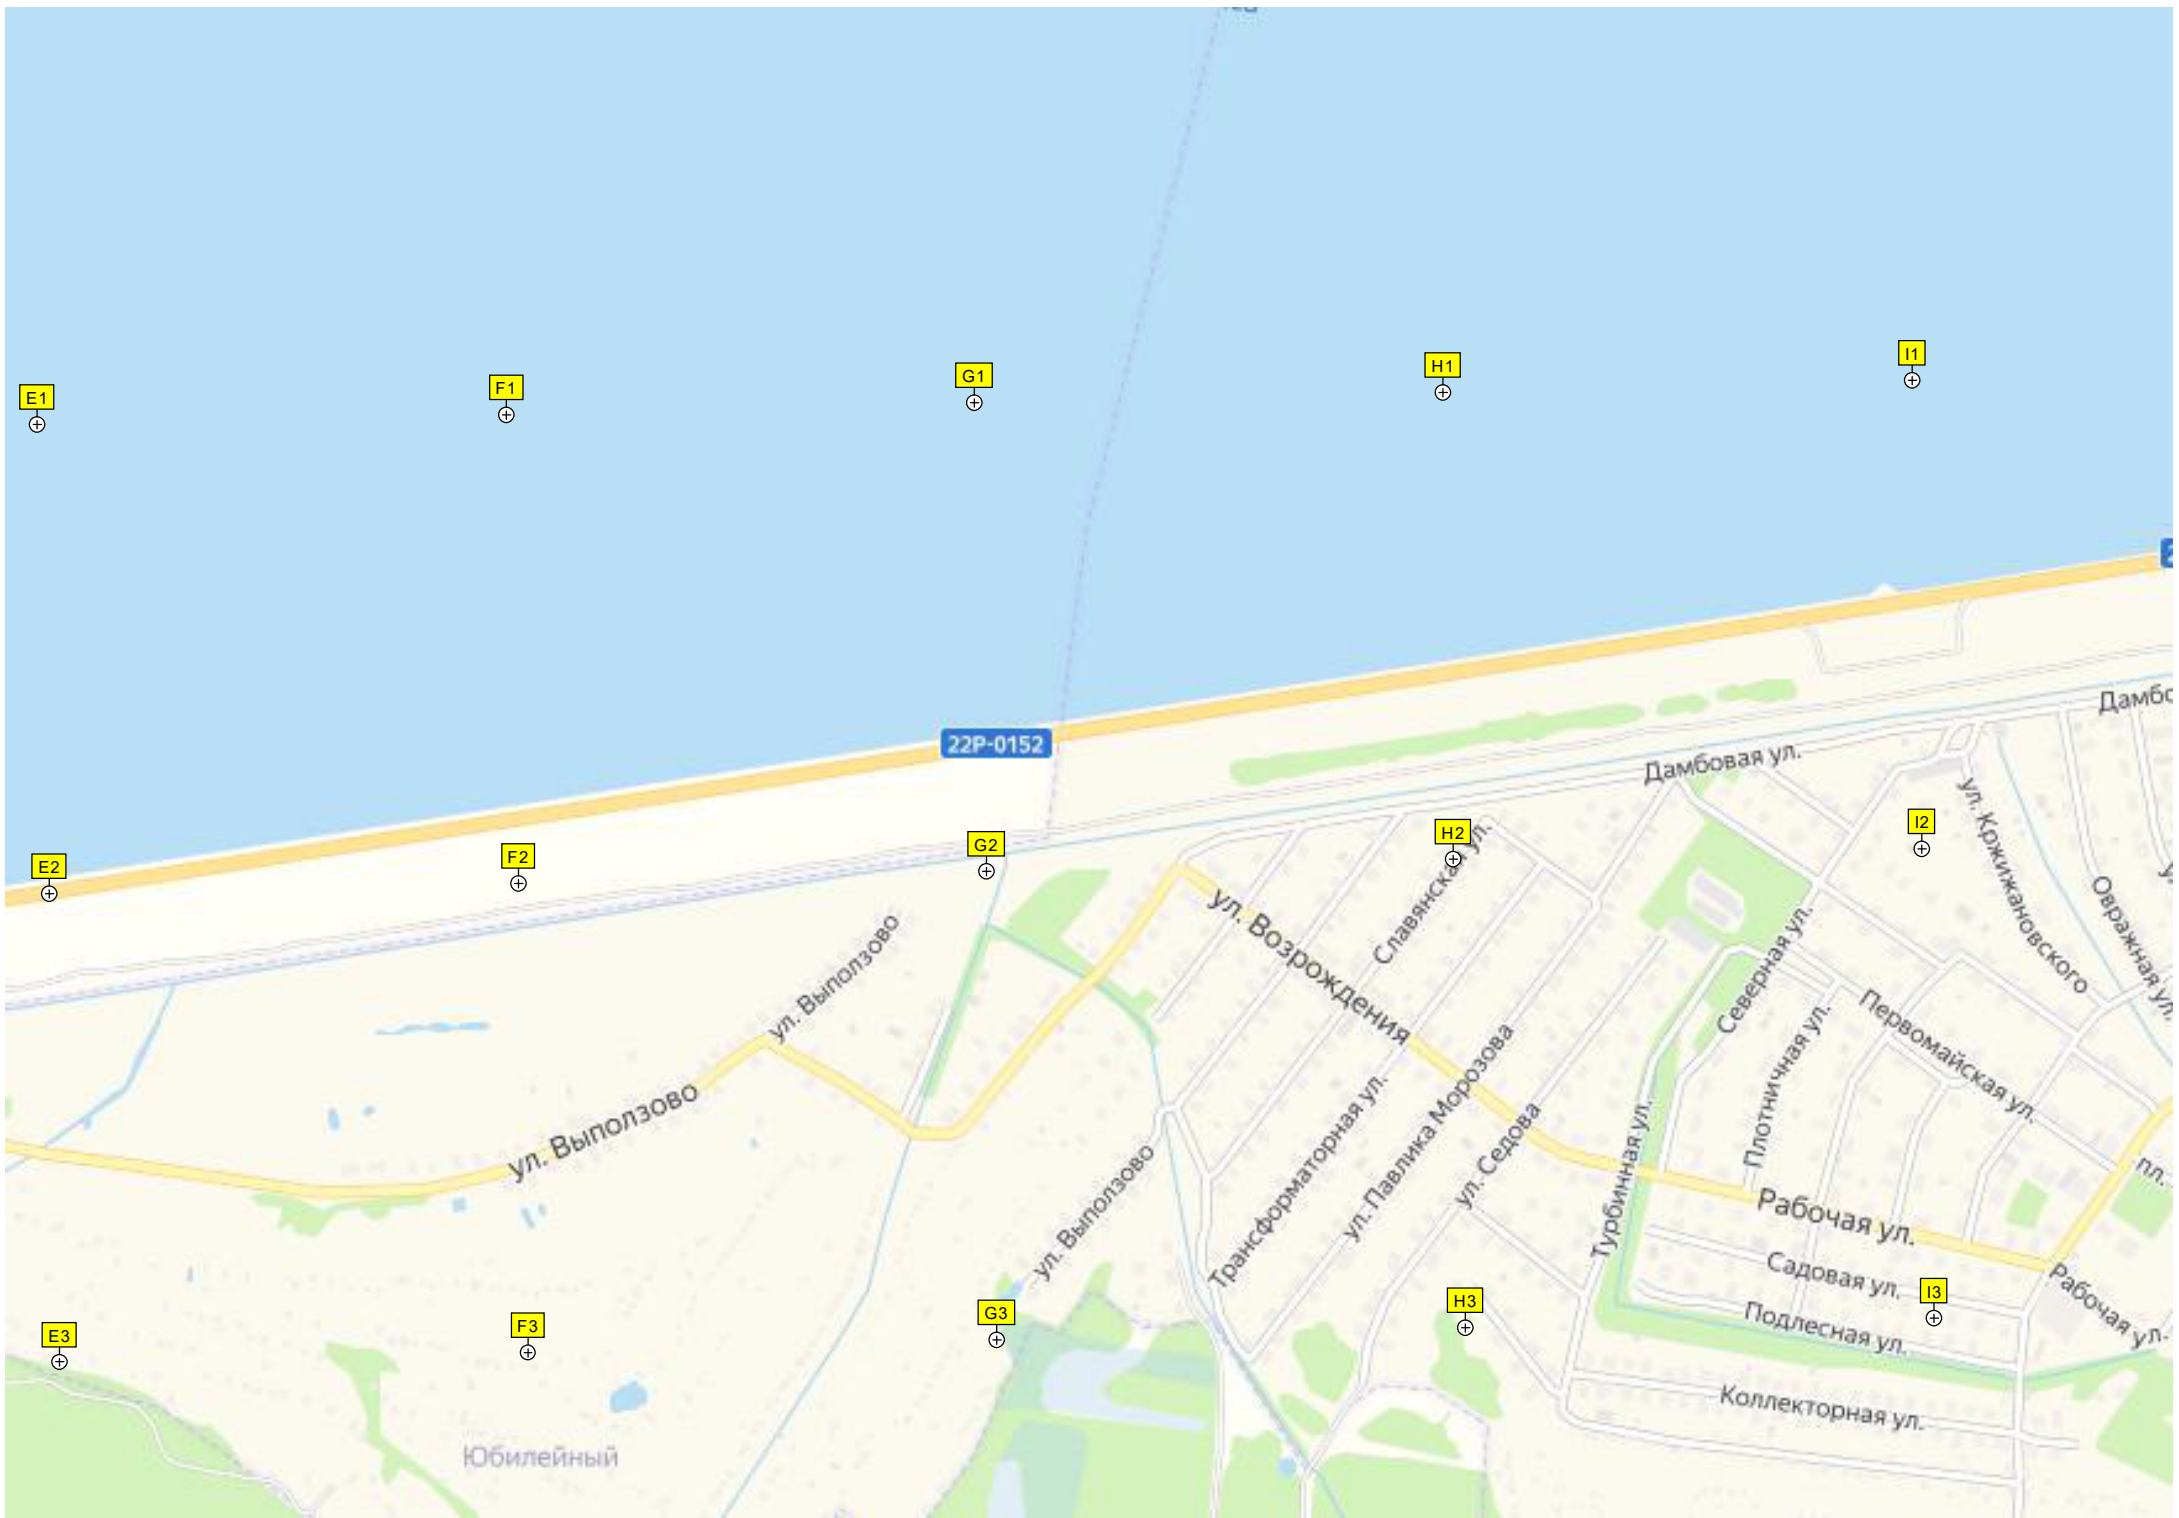 I1
H1
G1
F1
E1
22Р-0152
Дамбовая ул.
ул. Кржижановского
I2
H2
G2
F2
E2
Славянская ул.
ул. Возрождения
Овражная ул.
Северная ул.
ул. Выползово
Первомайская ул.
Плотничная ул.
ул. Павлика Морозова
Трансформаторная ул.
ул. Седова
Турбинная ул.
ул. Выползово
ул. Выползово
пл.
Рабочая ул.
Садовая ул.
Рабочая ул.
Подлесная ул.
I3
H3
G3
F3
E3
Коллекторная ул.
Юбилейный